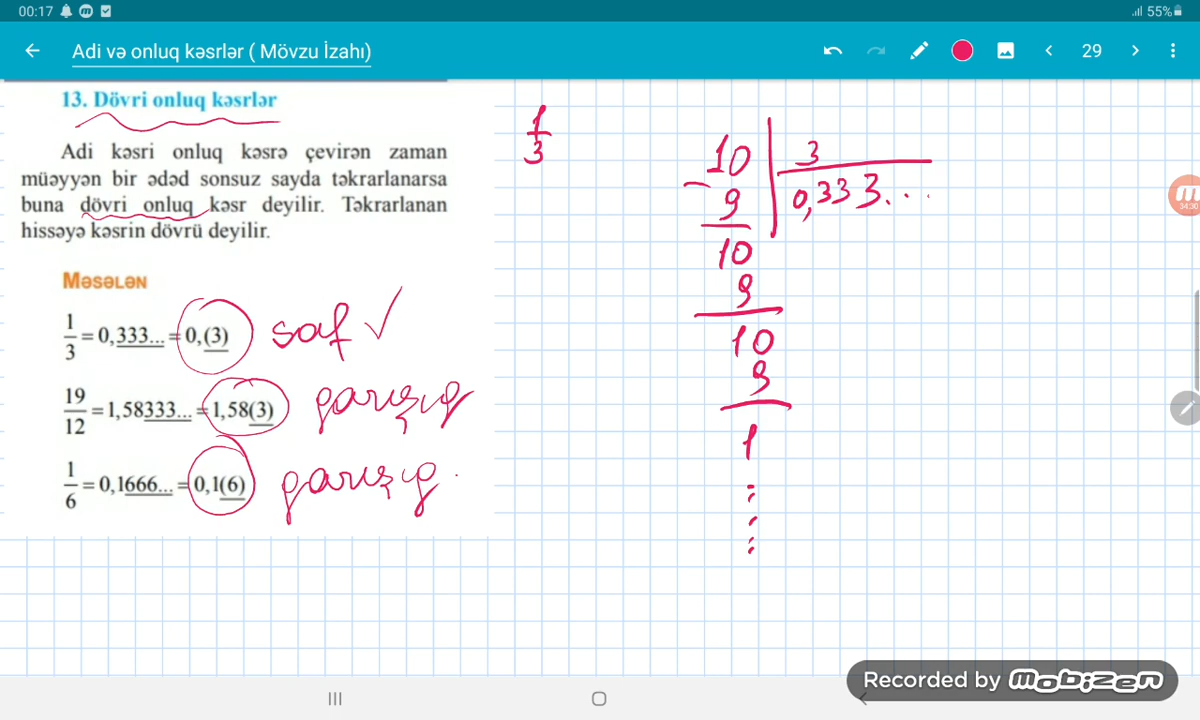 00:17
55%
Adi və onluq kəsrlər ( Mövzu İzahı)
29
13. Dövri onluq kəsrlər
Adi kəsri onluq kəsrə çevirən zaman
müəyyən bir ədəd sonsuz sayda təkrarlanarsa
buna dövri onluq kəsr deyilir. Təkrarlanan
hissəyə kəsrin dövrü deyilir.
Məsələn
1/3 = 0,333... = 0,(3) saf ✓
19/12 = 1,58333... = 1,58(3) qarışıq
1/6 = 0,1666... = 0,1(6) qarışıq.
1/3
10 | 3
- 9 | 0,333...
10
9
10
9
1
⋮
34:30
Recorded by Mobizen